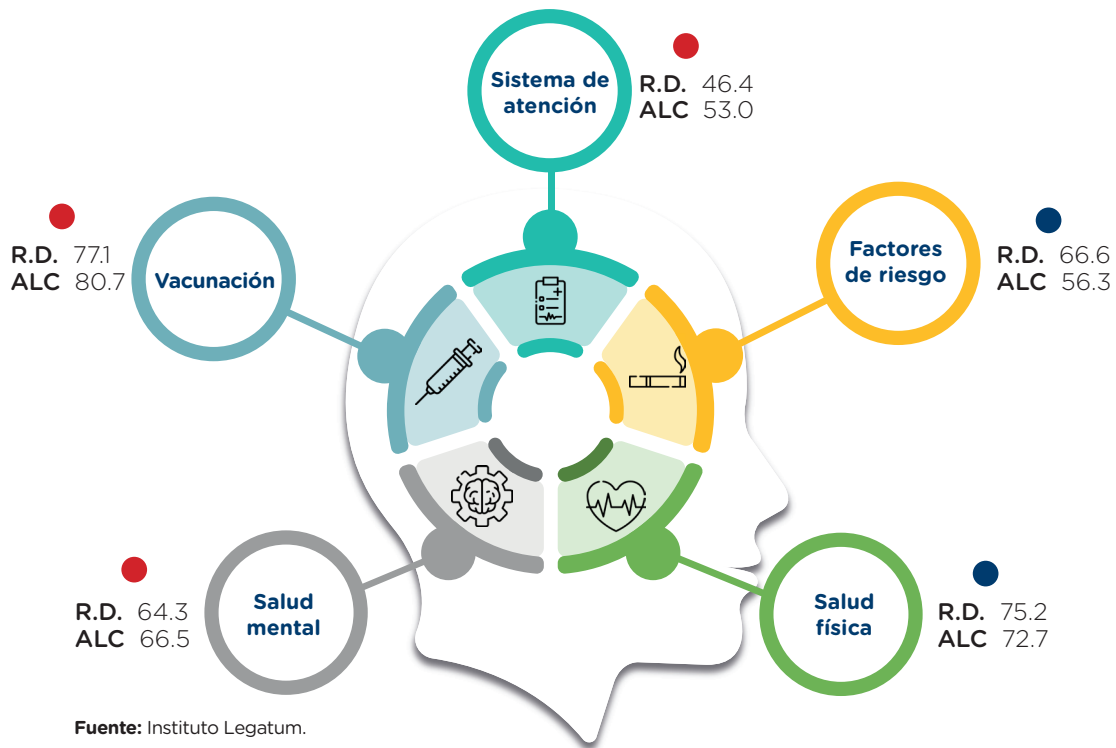 Sistema de
atención
R.D. 46.4
ALC 53.0
Vacunación
R.D. 77.1
ALC 80.7
Factores
de riesgo
R.D. 66.6
ALC 56.3
Salud
mental
R.D. 64.3
ALC 66.5
Salud
física
R.D. 75.2
ALC 72.7
Fuente: Instituto Legatum.